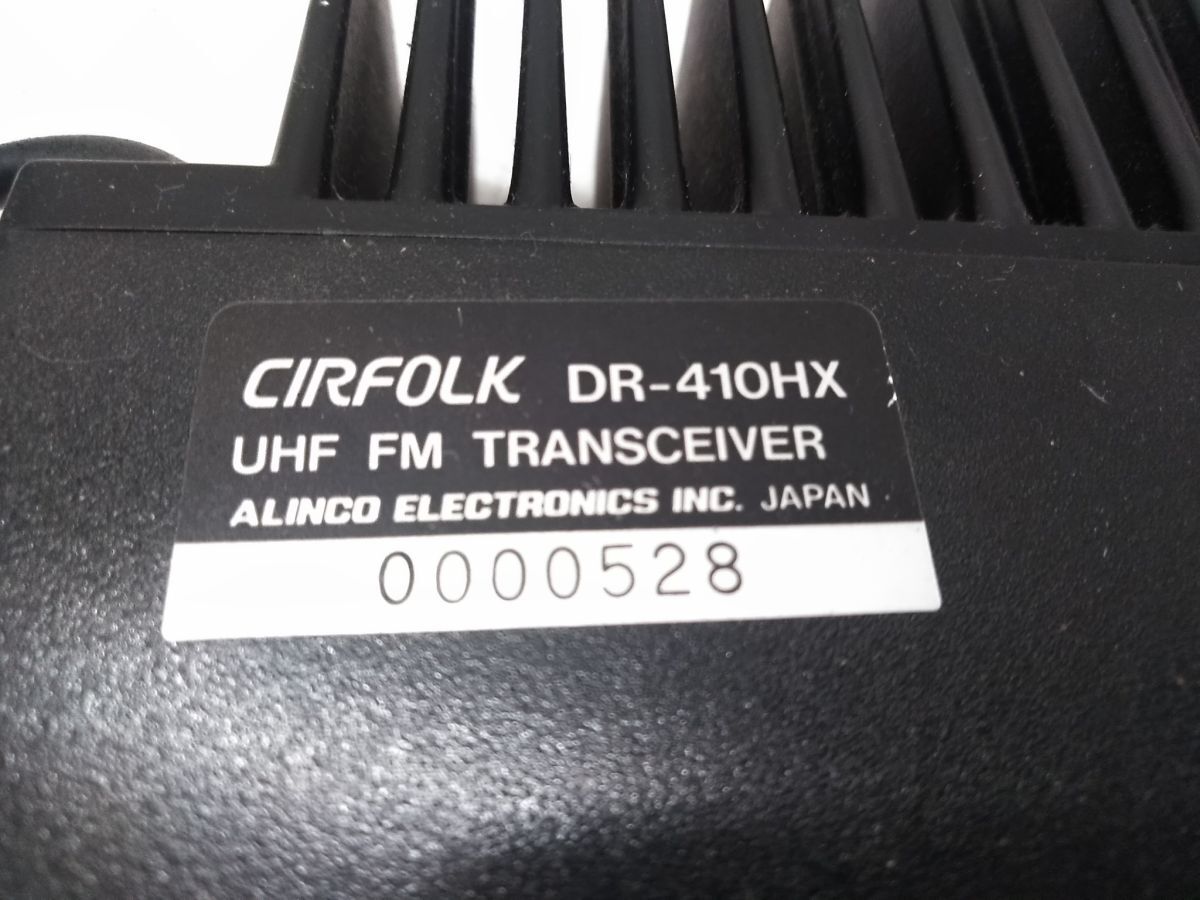 CIRFOLK DR-410HX
UHF FM TRANSCEIVER
ALINCO ELECTRONICS INC. JAPAN
0000528